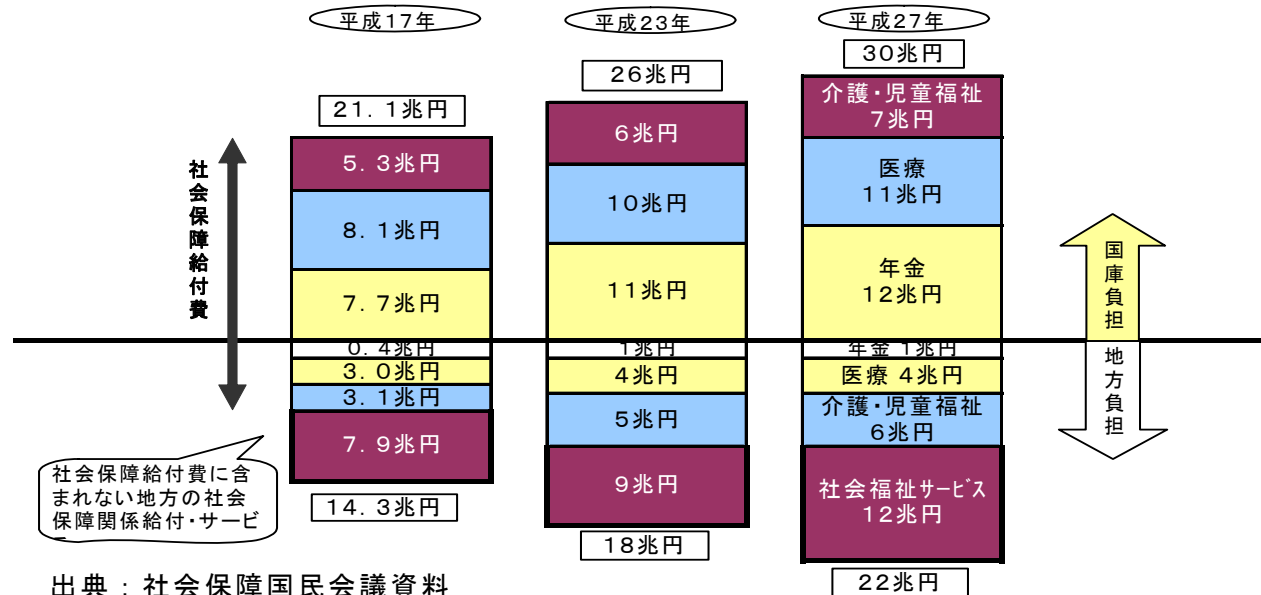 平成17年
平成23年
平成27年
21.1兆円
26兆円
30兆円
社会保障給付費
5.3兆円
8.1兆円
7.7兆円
0.4兆円
3.0兆円
3.1兆円
7.9兆円
14.3兆円
6兆円
10兆円
11兆円
1兆円
4兆円
5兆円
9兆円
18兆円
介護・児童福祉
7兆円
医療
11兆円
年金
12兆円
年金 1兆円
医療 4兆円
介護・児童福祉
6兆円
社会福祉サービス
12兆円
22兆円
国庫負担
地方負担
社会保障給付費に含
まれない地方の社会
保障関係給付・サービ
出典：社会保障国民会議資料